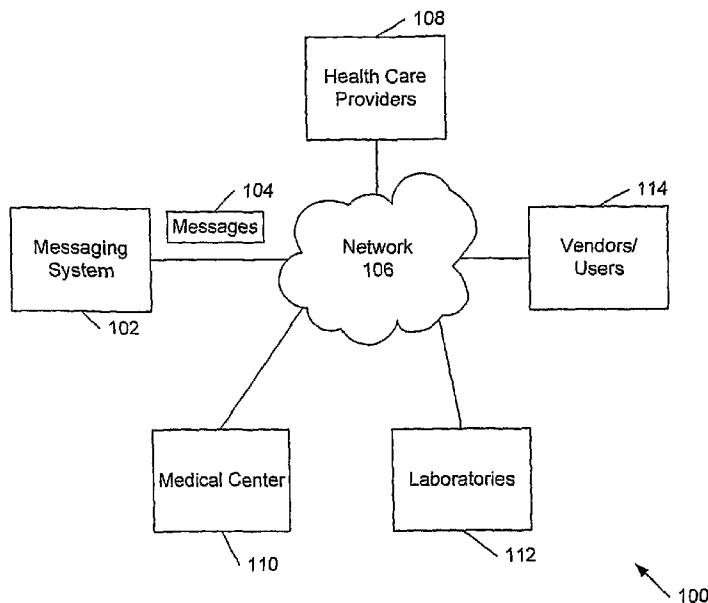 108
Health Care
Providers
104
Messages
114
Messaging
System
Network
106
Vendors/
Users
102
Medical Center
Laboratories
110
112
100